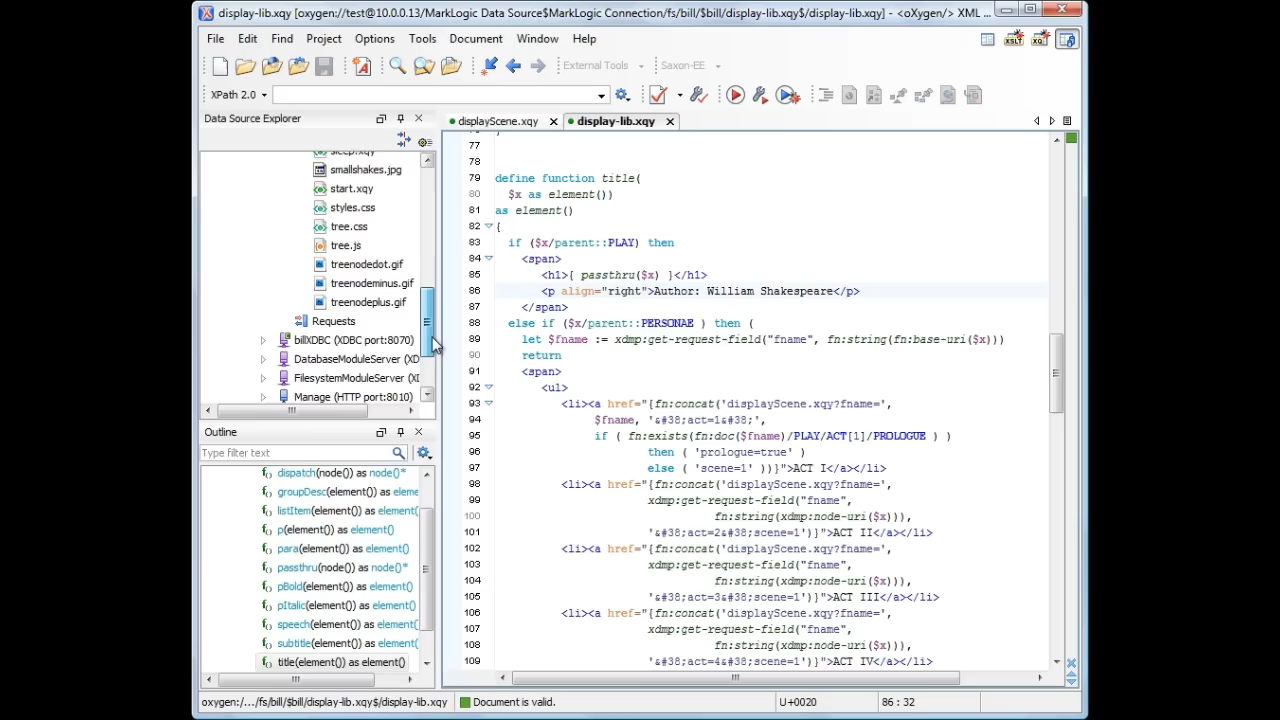 display-lib.xqy [oxygen://test@10.0.0.13/MarkLogic Data Source$MarkLogic Connection/fs/bill/$bill/display-lib.xqy$/display-lib.xqy] - <oXygen/> XML ...
File Edit Find Project Options Tools Document Window Help
External Tools Saxon-EE
XPath 2.0
Data Source Explorer
displayScene.xqy display-lib.xqy
sleep.xqy
smallshakes.jpg
start.xqy
styles.css
tree.css
tree.js
treenodedot.gif
treenodeminus.gif
treenodeplus.gif
Requests
billXDBC (XDBC port:8070)
DatabaseModuleServer (XD
FilesystemModuleServer (XI
Manage (HTTP port:8010)
Outline
Type filter text
dispatch(node()) as node()*
groupDesc(element()) as eleme
listItem(element()) as element(
p(element()) as element()
para(element()) as element()
passthru(node()) as node()*
pBold(element()) as element()
pItalic(element()) as element()
speech(element()) as element(
subtitle(element()) as element(
title(element()) as element()
77
78
79 define function title(
80 $x as element())
81 as element()
82 {
83 if ($x/parent::PLAY) then
84 <span>
85 <h1>{ passthru($x) }</h1>
86 <p align="right">Author: William Shakespeare</p>
87 </span>
88 else if ($x/parent::PERSONAE ) then (
89 let $fname := xdmp:get-request-field("fname", fn:string(fn:base-uri($x)))
90 return
91 <span>
92 <ul>
93 <li><a href="{fn:concat('displayScene.xqy?fname=',
94 $fname, '&#38;act=1&#38;',
95 if ( fn:exists(fn:doc($fname)/PLAY/ACT[1]/PROLOGUE ) )
96 then ( 'prologue=true' )
97 else ( 'scene=1' ))}">ACT I</a></li>
98 <li><a href="{fn:concat('displayScene.xqy?fname=',
99 xdmp:get-request-field("fname",
100 fn:string(xdmp:node-uri($x))),
101 '&#38;act=2&#38;scene=1')}">ACT II</a></li>
102 <li><a href="{fn:concat('displayScene.xqy?fname=',
103 xdmp:get-request-field("fname",
104 fn:string(xdmp:node-uri($x))),
105 '&#38;act=3&#38;scene=1')}">ACT III</a></li>
106 <li><a href="{fn:concat('displayScene.xqy?fname=',
107 xdmp:get-request-field("fname",
108 fn:string(xdmp:node-uri($x))),
109 '&#38;act=4&#38;scene=1')}">ACT IV</a></li>
oxygen:/.../fs/bill/$bill/display-lib.xqy$/display-lib.xqy Document is valid. U+0020 86 : 32